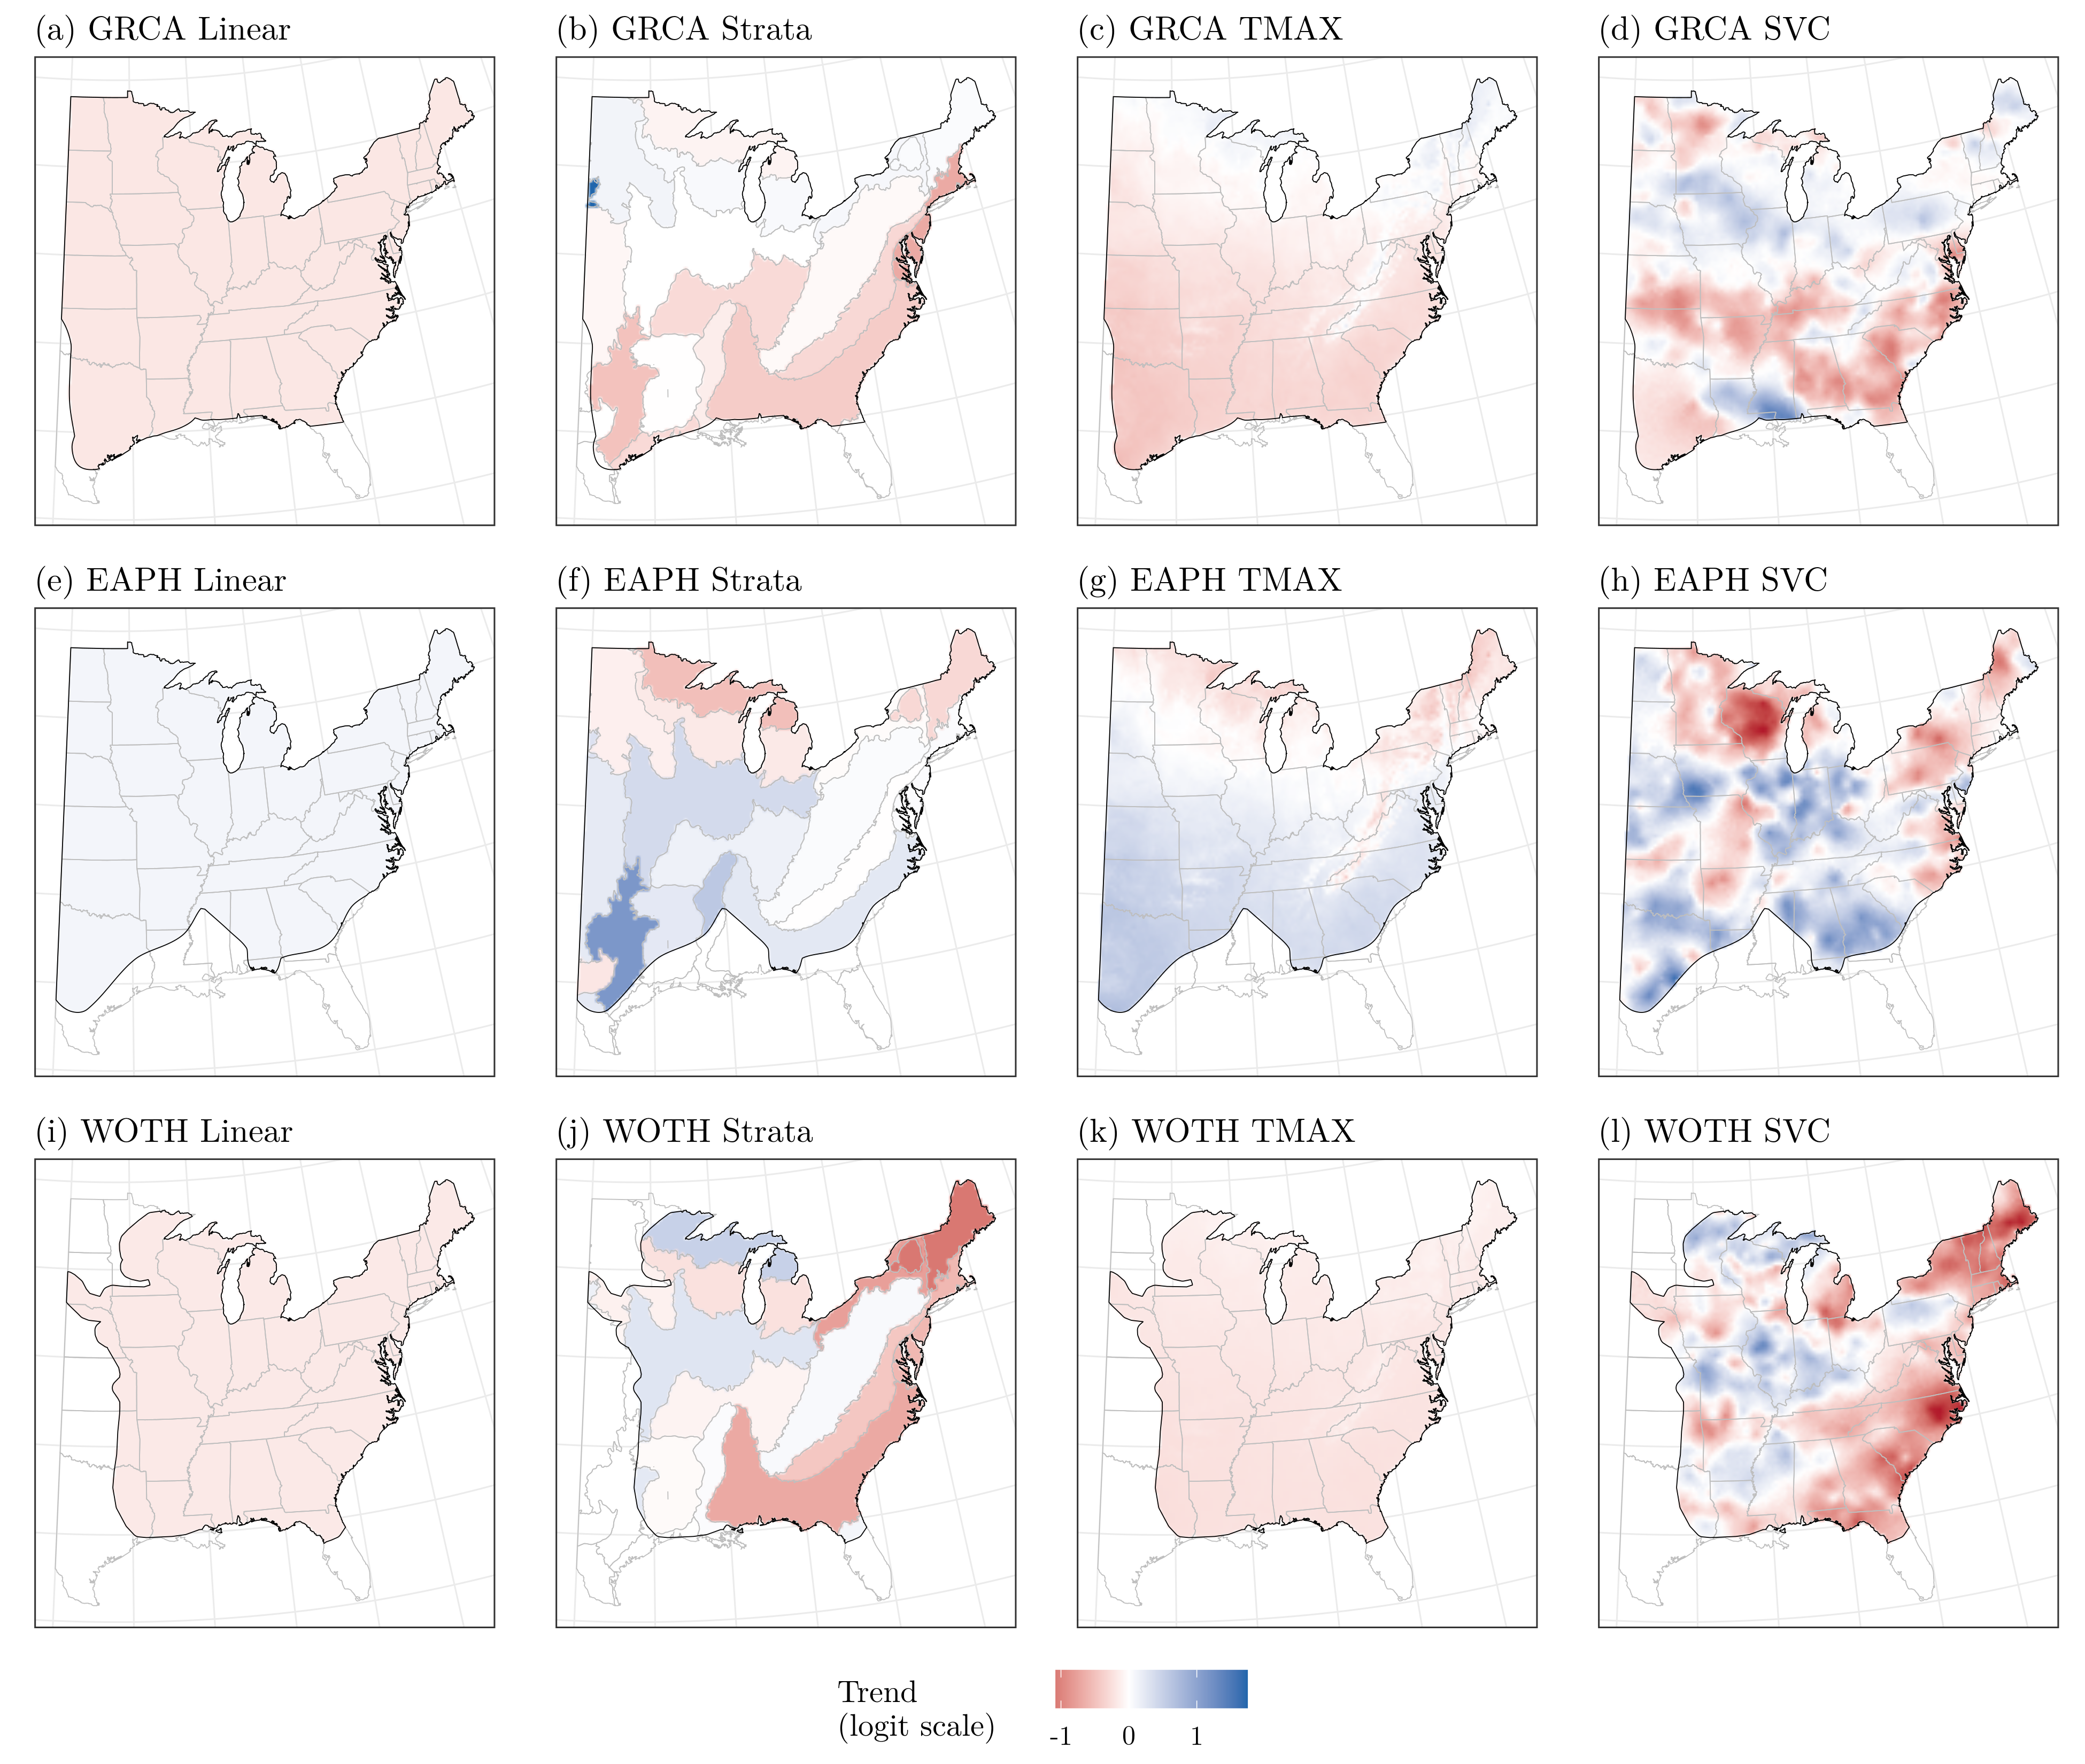 (a) GRCA Linear
(b) GRCA Strata
(c) GRCA TMAX
(d) GRCA SVC
(e) EAPH Linear
(f) EAPH Strata
(g) EAPH TMAX
(h) EAPH SVC
(i) WOTH Linear
(j) WOTH Strata
(k) WOTH TMAX
(l) WOTH SVC
Trend
(logit scale)
-1 0 1